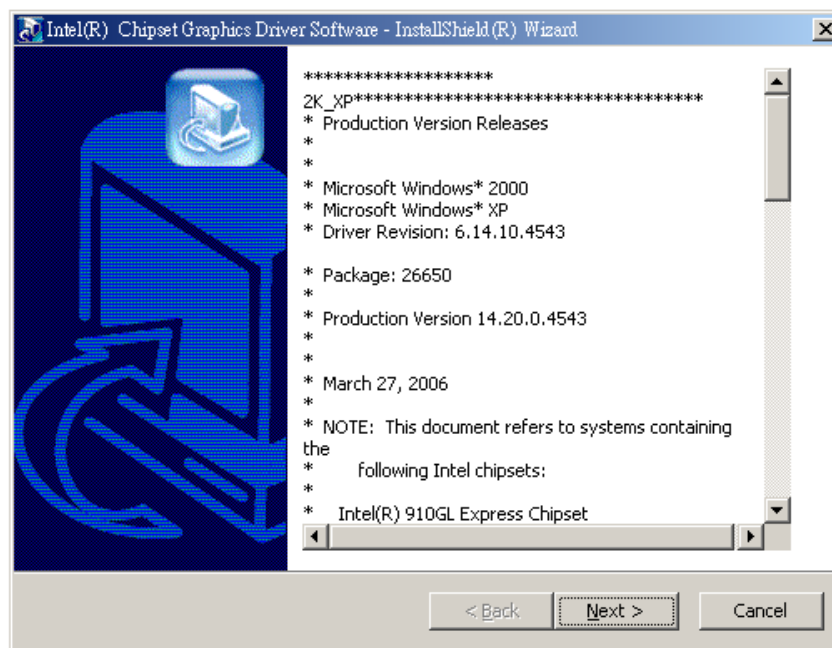 Intel(R) Chipset Graphics Driver Software - InstallShield(R) Wizard
*******************
2K_XP***********************************
* Production Version Releases
*
*
* Microsoft Windows* 2000
* Microsoft Windows* XP
* Driver Revision: 6.14.10.4543
* Package: 26650
*
* Production Version 14.20.0.4543
*
*
* March 27, 2006
*
* NOTE: This document refers to systems containing
the
* following Intel chipsets:
*
* Intel(R) 910GL Express Chipset
< Back
Next >
Cancel